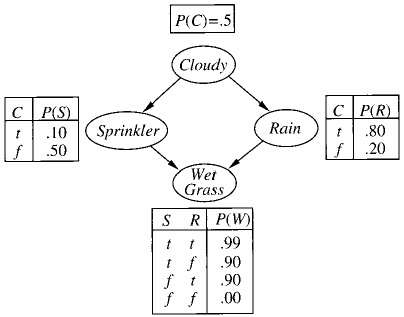 P(C)=.5
Cloudy
C P(S)
t .10
f .50
Sprinkler
Rain
C P(R)
t .80
f .20
Wet
Grass
S R P(W)
t t .99
t f .90
f t .90
f f .00